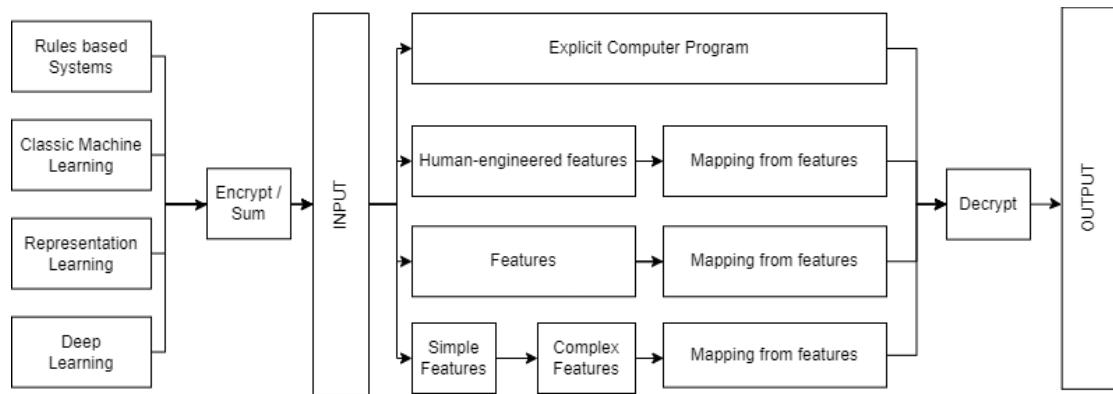 Rules based
Systems
Classic Machine
Learning
Representation
Learning
Deep
Learning
Encrypt /
Sum
INPUT
Explicit Computer Program
Human-engineered features
Mapping from features
Features
Mapping from features
Simple
Features
Complex
Features
Mapping from features
Decrypt
OUTPUT